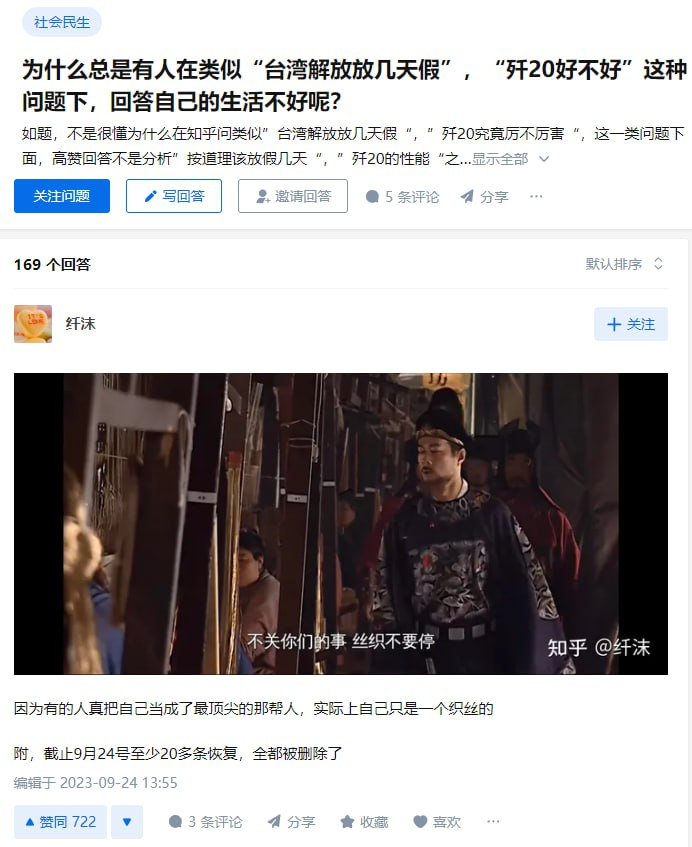 社会民生
为什么总是有人在类似“台湾解放放几天假”，“歼20好不好”这种
问题下，回答自己的生活不好呢？
如题，不是很懂为什么在知乎问类似”台湾解放放几天假“，”歼20究竟厉不厉害“，这一类问题下
面，高赞回答不是分析”按道理该放假几天“，”歼20的性能“之...显示全部
关注问题 写回答 邀请回答 5 条评论 分享 ...
169 个回答 默认排序
纤沫 + 关注
不关你们的事 丝织不要停
知乎 @纤沫
因为有的人真把自己当成了最顶尖的那帮人，实际上自己只是一个织丝的
附，截止9月24号至少20多条恢复，全都被删除了
编辑于 2023-09-24 13:55
赞同 722 3 条评论 分享 收藏 喜欢 ...